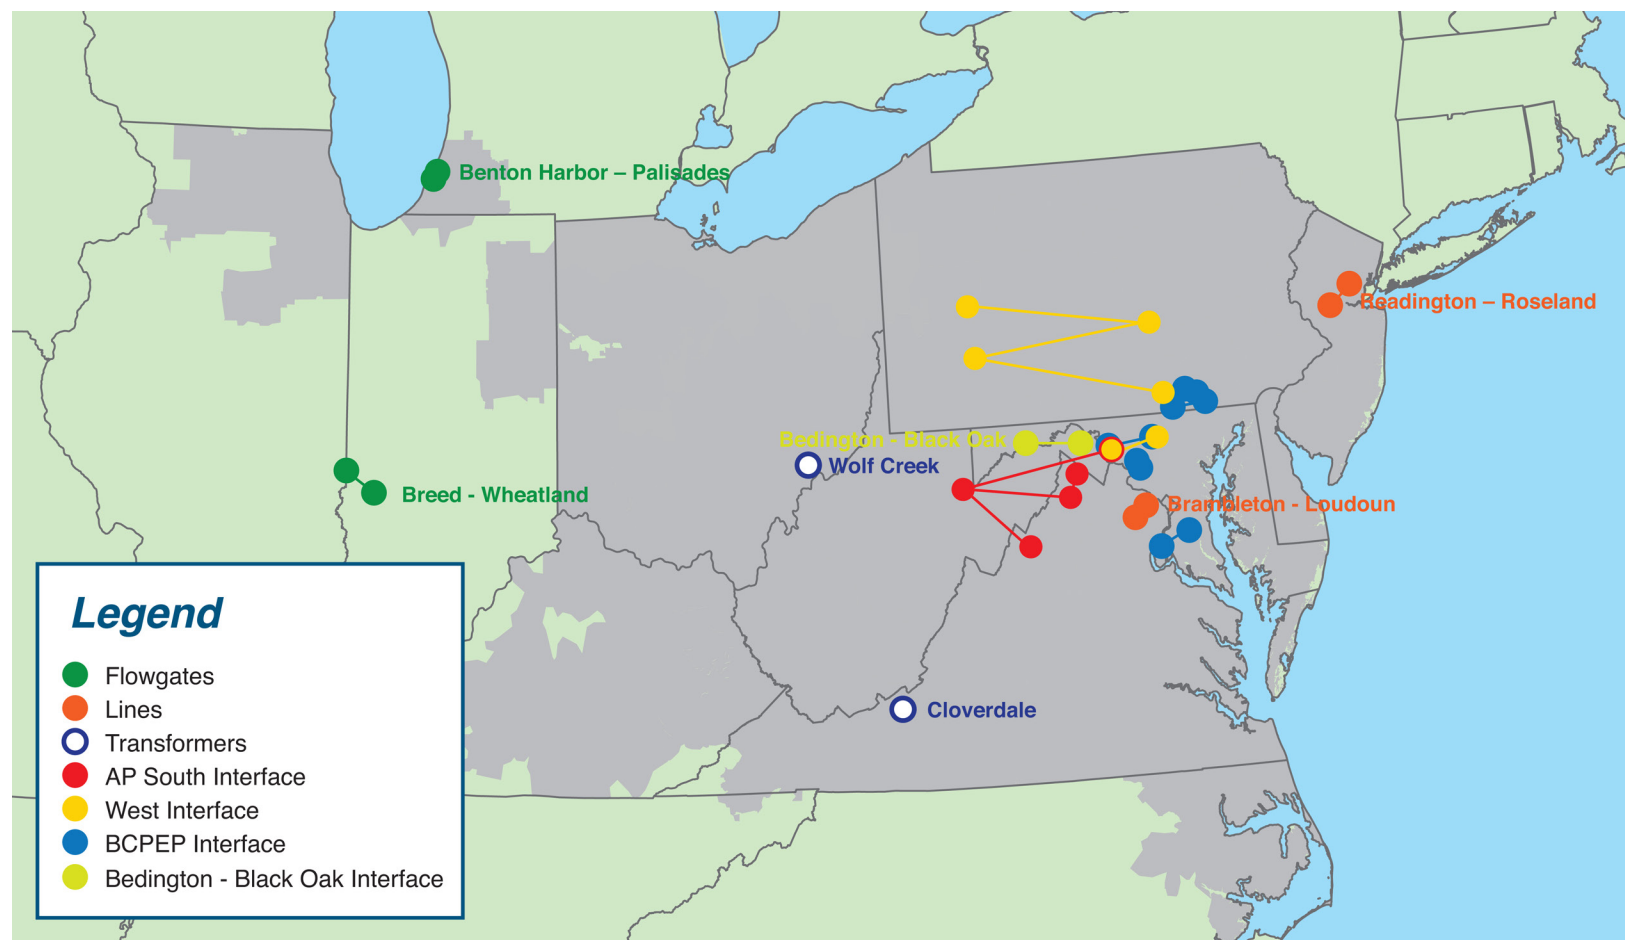 Benton Harbor – Palisades
Readington – Roseland
Bedington - Black Oak
Wolf Creek
Breed - Wheatland
Brambleton - Loudoun
Cloverdale
Legend
Flowgates
Lines
Transformers
AP South Interface
West Interface
BCPEP Interface
Bedington - Black Oak Interface